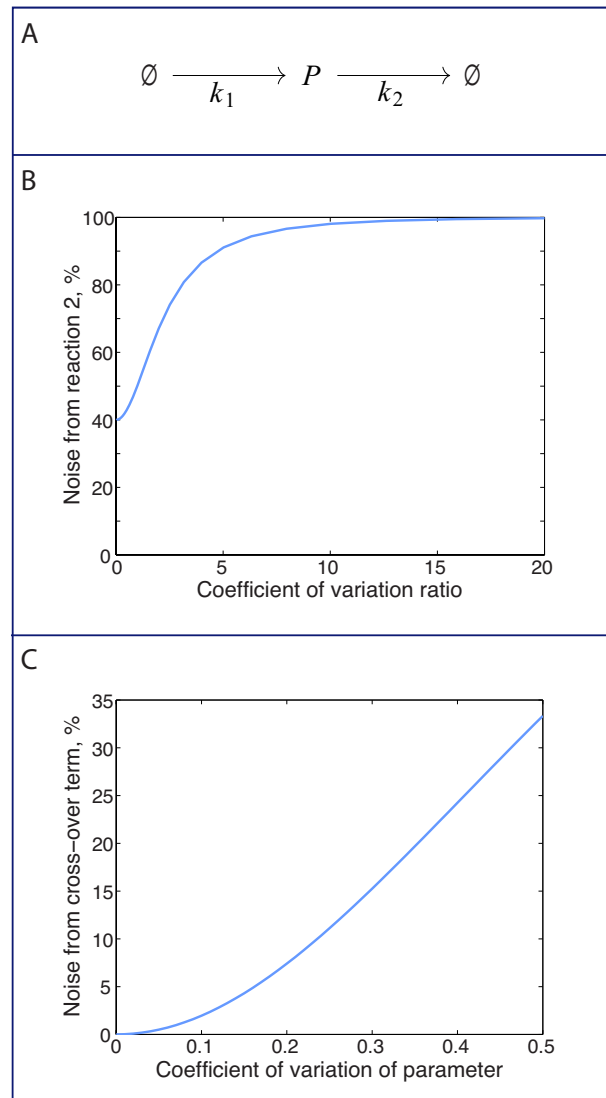 A
∅ P ∅
k1 k2
B
100
80
60
40
20
0
0 5 10 15 20
Noise from reaction 2, %
Coefficient of variation ratio
C
35
30
25
20
15
10
5
0
0 0.1 0.2 0.3 0.4 0.5
Noise from cross−over term, %
Coefficient of variation of parameter